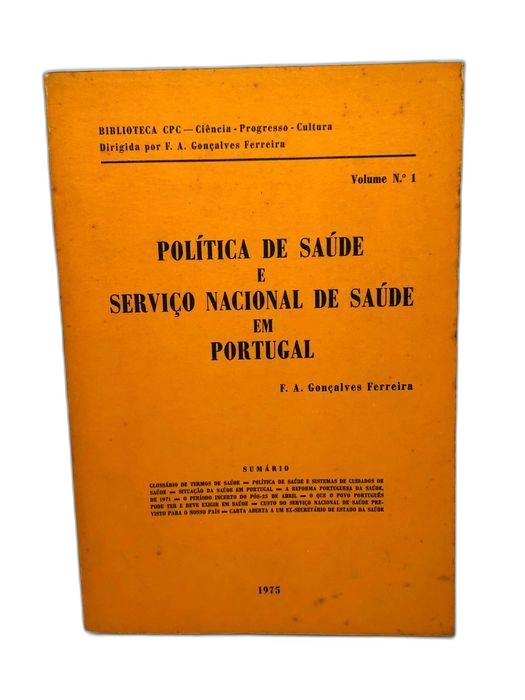 BIBLIOTECA CPC — Ciência - Progresso - Cultura
Dirigida por F. A. Gonçalves Ferreira
Volume N.º 1
POLÍTICA DE SAÚDE
E
SERVIÇO NACIONAL DE SAÚDE
EM
PORTUGAL
F. A. Gonçalves Ferreira
SUMÁRIO
GLOSSÁRIO DE TERMOS DE SAÚDE — POLÍTICA DE SAÚDE E SISTEMAS DE CUIDADOS DE
SAÚDE — SITUAÇÃO DA SAÚDE EM PORTUGAL — A REFORMA PORTUGUESA DA SAÚDE,
DE 1971 — O PERÍODO INCERTO DO PÓS-25 DE ABRIL — O QUE O POVO PORTUGUÊS
PODE TER E DEVE EXIGIR EM SAÚDE — CUSTO DO SERVIÇO NACIONAL DE SAÚDE PRE-
VISTO PARA O NOSSO PAÍS — CARTA ABERTA A UM EX-SECRETÁRIO DE ESTADO DA SAÚDE
1975